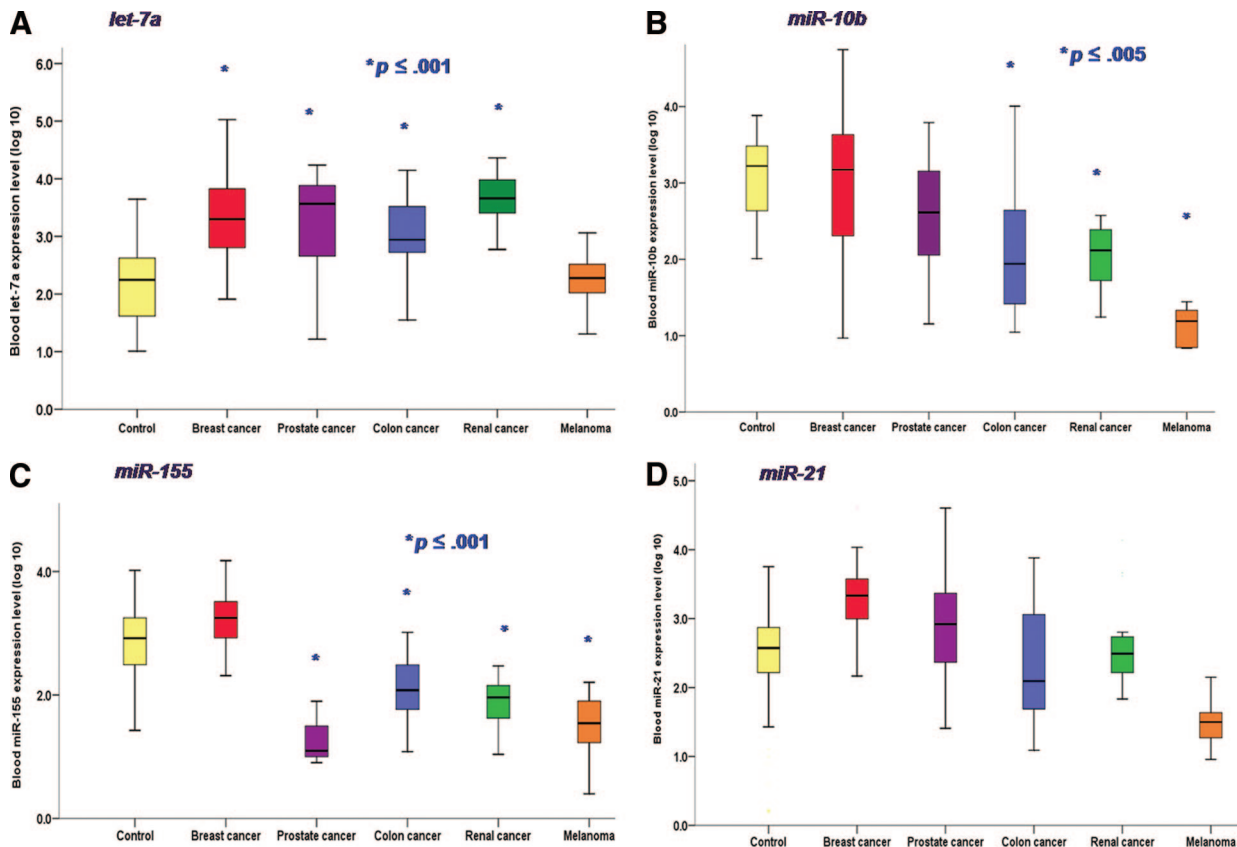 A
let-7a
*p ≤ .001
Blood let-7a expression level (log 10)
6.0
5.0
4.0
3.0
2.0
1.0
0.0
*
*
*
*
Control Breast cancer Prostate cancer Colon cancer Renal cancer Melanoma
B
miR-10b
*p ≤ .005
Blood miR-10b expression level (log 10)
4.0
3.0
2.0
1.0
0.0
*
*
*
Control Breast cancer Prostate cancer Colon cancer Renal cancer Melanoma
C
miR-155
*p ≤ .001
Blood miR-155 expression level (log 10)
4.0
2.0
0.0
*
*
*
*
Control Breast cancer Prostate cancer Colon cancer Renal cancer Melanoma
D
miR-21
Blood miR-21 expression level (log 10)
5.0
4.0
3.0
2.0
1.0
0.0
Control Breast cancer Prostate cancer Colon cancer Renal cancer Melanoma